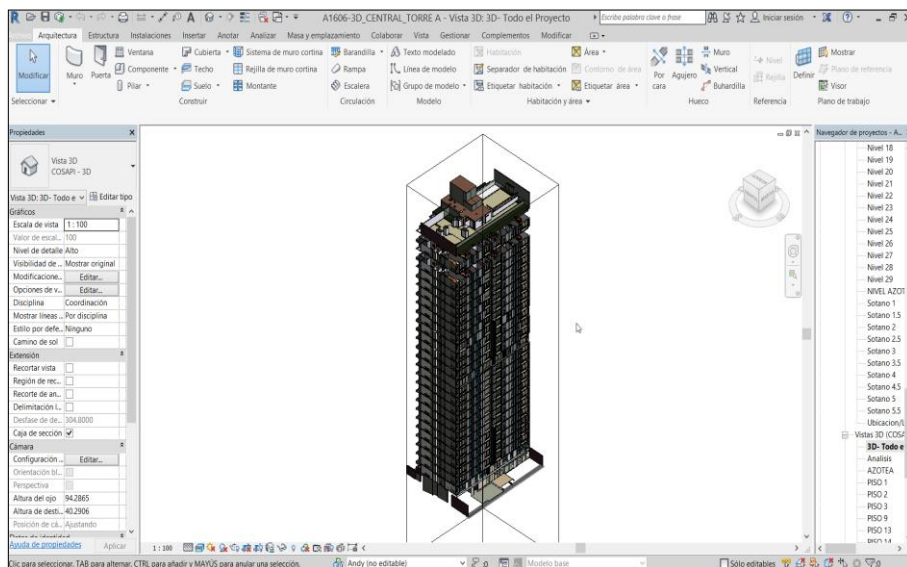 A1606-3D_CENTRAL_TORRE A - Vista 3D: 3D- Todo el Proyecto
Escriba palabra clave o frase
Iniciar sesión
Arquitectura Estructura Instalaciones Insertar Anotar Analizar Masa y emplazamiento Colaborar Vista Gestionar Complementos Modificar
Modificar
Muro
Puerta
Ventana
Componente
Pilar
Cubierta
Techo
Suelo
Sistema de muro cortina
Rejilla de muro cortina
Montante
Barandilla
Rampa
Escalera
Texto modelado
Línea de modelo
Grupo de modelo
Habitación
Separador de habitación
Etiquetar habitación
Área
Contorno de área
Etiquetar área
Por cara
Agujero
Muro
Vertical
Buhardilla
Nivel
Rejilla
Definir
Mostrar
Plano de referencia
Visor
Seleccionar Construir Circulación Modelo Habitación y área Hueco Referencia Plano de trabajo
Propiedades X
Vista 3D
COSAPI - 3D
Vista 3D: 3D- Todo e Editar tipo
Gráficos
Escala de vista 1 : 100
Valor de escal... 100
Nivel de detalle Alto
Visibilidad de ... Mostrar original
Modificacione... Editar...
Opciones de v... Editar...
Disciplina Coordinación
Mostrar líneas ... Por disciplina
Estilo por defe... Ninguno
Camino de sol
Extensión
Recortar vista
Región de rec...
Recorte de an...
Delimitación l...
Desfase de de... 304.8000
Caja de sección
Cámara
Configuración ... Editar...
Orientación bl...
Perspectiva
Altura del ojo 94.2865
Altura de desti... 40.2906
Posición de cá... Ajustando
Ayuda de propiedades Aplicar
Navegador de proyectos - A...
Nivel 18
Nivel 19
Nivel 20
Nivel 21
Nivel 22
Nivel 23
Nivel 24
Nivel 25
Nivel 26
Nivel 27
Nivel 28
Nivel 29
NIVEL AZOT
Sotano 1
Sotano 1.5
Sotano 2
Sotano 2.5
Sotano 3
Sotano 3.5
Sotano 4
Sotano 4.5
Sotano 5
Sotano 5.5
Ubicacion/L
Vistas 3D (COSA
3D- Todo e
Analisis
AZOTEA
PISO 1
PISO 2
PISO 3
PISO 9
PISO 13
PISO 14
1 : 100
Clic para seleccionar, TAB para alternar, CTRL para añadir y MAYÚS para anular una selección.
Andy (no editable)
:0
Modelo base
Sólo editables
:0